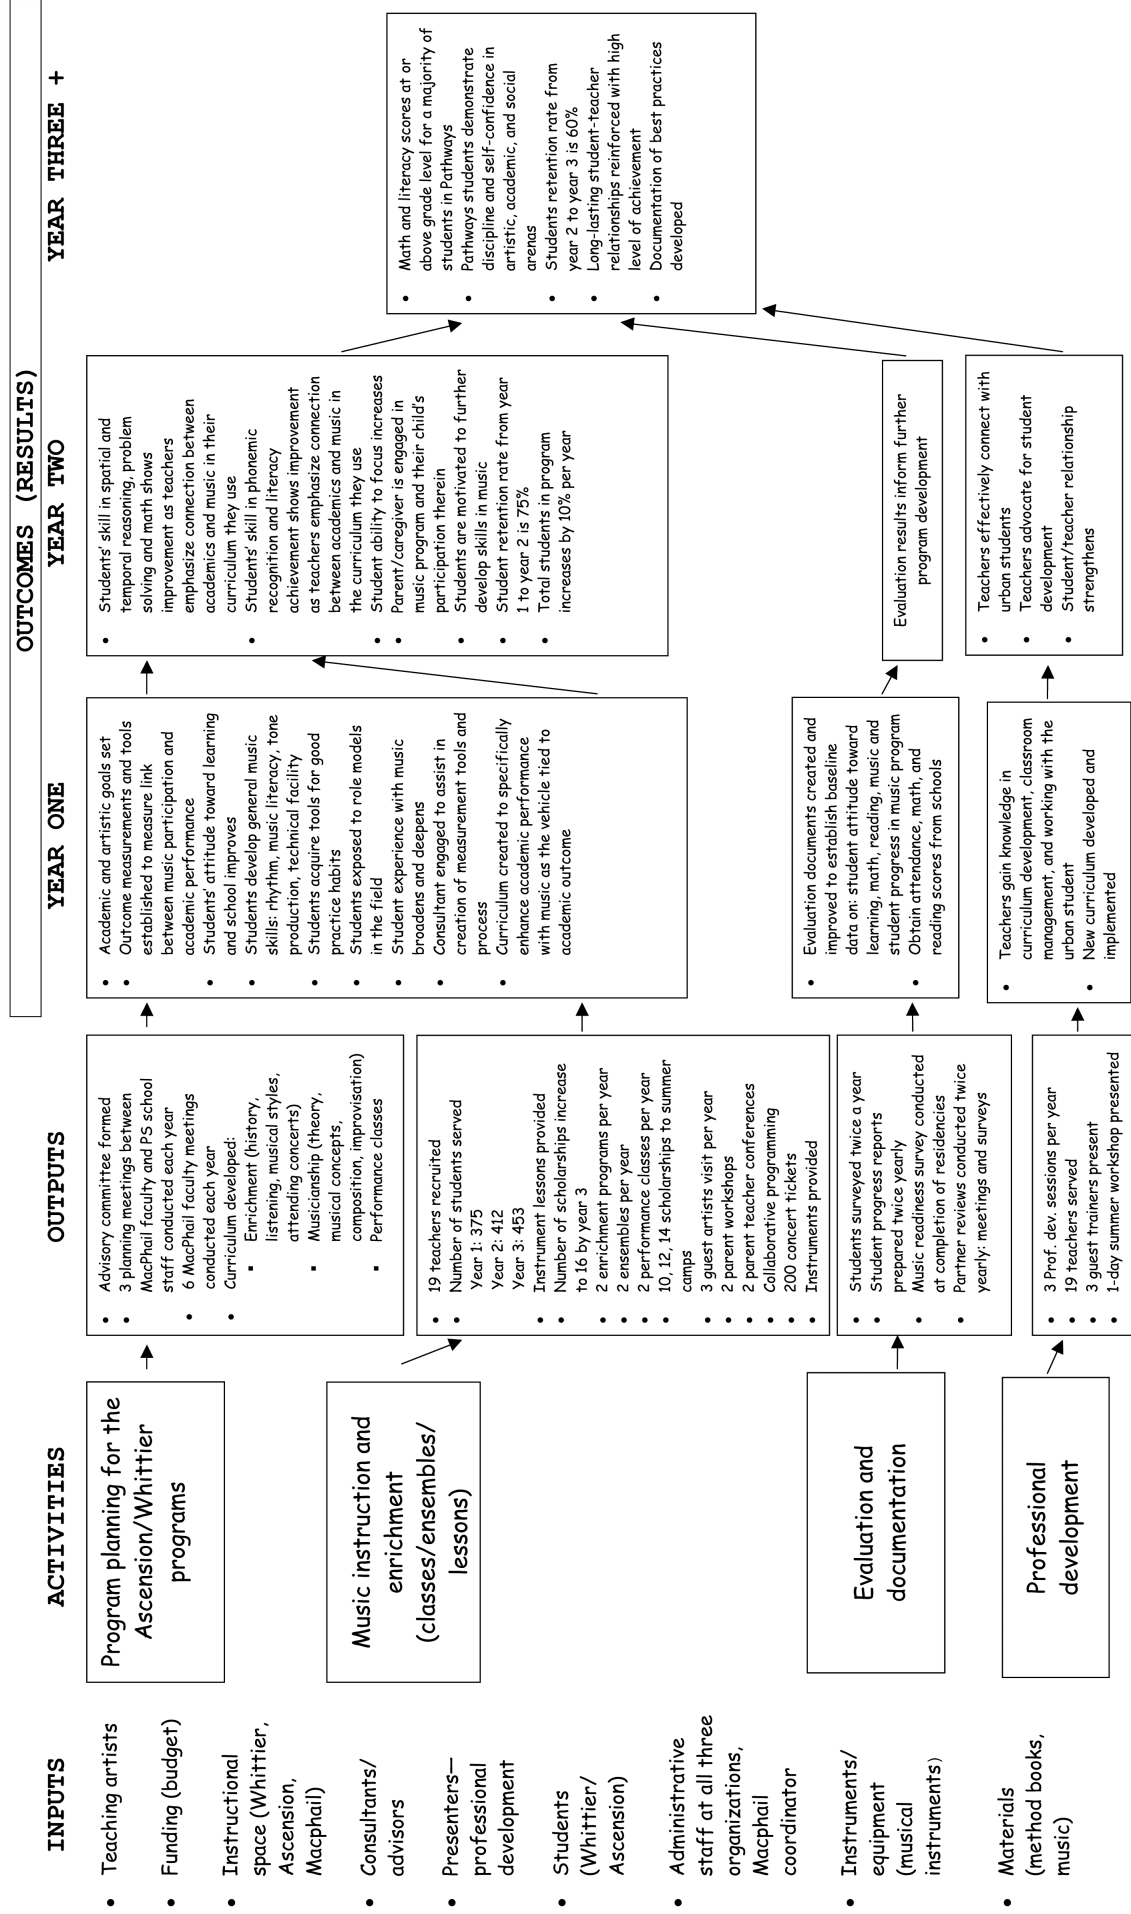 OUTCOMES (RESULTS)
INPUTS
ACTIVITIES
OUTPUTS
YEAR ONE
YEAR TWO
YEAR THREE +
• Teaching artists
• Funding (budget)
• Instructional
space (Whittier,
Ascension,
Macphail)
• Consultants/
advisors
• Presenters—
professional
development
• Students
(Whittier/
Ascension)
• Administrative
staff at all three
organizations,
Macphail
coordinator
• Instruments/
equipment
(musical
instruments)
• Materials
(method books,
music)
Program planning for the
Ascension/Whittier
programs
Music instruction and
enrichment
(classes/ensembles/
lessons)
Evaluation and
documentation
Professional
development
• Advisory committee formed
• 3 planning meetings between
MacPhail faculty and PS school
staff conducted each year
• 6 MacPhail faculty meetings
conducted each year
• Curriculum developed:
▪ Enrichment (history,
listening, musical styles,
attending concerts)
▪ Musicianship (theory,
musical concepts,
composition, improvisation)
▪ Performance classes
• 19 teachers recruited
• Number of students served
Year 1: 375
Year 2: 412
Year 3: 453
• Instrument lessons provided
• Number of scholarships increase
to 16 by year 3
• 2 enrichment programs per year
• 2 ensembles per year
• 2 performance classes per year
• 10, 12, 14 scholarships to summer
camps
• 3 guest artists visit per year
• 2 parent workshops
• 2 parent teacher conferences
• Collaborative programming
• 200 concert tickets
• Instruments provided
• Students surveyed twice a year
• Student progress reports
prepared twice yearly
• Music readiness survey conducted
at completion of residencies
• Partner reviews conducted twice
yearly: meetings and surveys
• 3 Prof. dev. sessions per year
• 19 teachers served
• 3 guest trainers present
• 1-day summer workshop presented
• Academic and artistic goals set
• Outcome measurements and tools
established to measure link
between music participation and
academic performance
• Students' attitude toward learning
and school improves
• Students develop general music
skills: rhythm, music literacy, tone
production, technical facility
• Students acquire tools for good
practice habits
• Students exposed to role models
in the field
• Student experience with music
broadens and deepens
• Consultant engaged to assist in
creation of measurement tools and
process
• Curriculum created to specifically
enhance academic performance
with music as the vehicle tied to
academic outcome
• Evaluation documents created and
improved to establish baseline
data on: student attitude toward
learning, math, reading, music and
student progress in music program
• Obtain attendance, math, and
reading scores from schools
• Teachers gain knowledge in
curriculum development, classroom
management, and working with the
urban student
• New curriculum developed and
implemented
• Students' skill in spatial and
temporal reasoning, problem
solving and math shows
improvement as teachers
emphasize connection between
academics and music in their
curriculum they use
• Students' skill in phonemic
recognition and literacy
achievement shows improvement
as teachers emphasize connection
between academics and music in
the curriculum they use
• Student ability to focus increases
• Parent/caregiver is engaged in
music program and their child's
participation therein
• Students are motivated to further
develop skills in music
• Student retention rate from year
1 to year 2 is 75%
• Total students in program
increases by 10% per year
Evaluation results inform further
program development
• Teachers effectively connect with
urban students
• Teachers advocate for student
development
• Student/teacher relationship
strengthens
• Math and literacy scores at or
above grade level for a majority of
students in Pathways
• Pathways students demonstrate
discipline and self-confidence in
artistic, academic, and social
arenas
• Students retention rate from
year 2 to year 3 is 60%
• Long-lasting student-teacher
relationships reinforced with high
level of achievement
• Documentation of best practices
developed